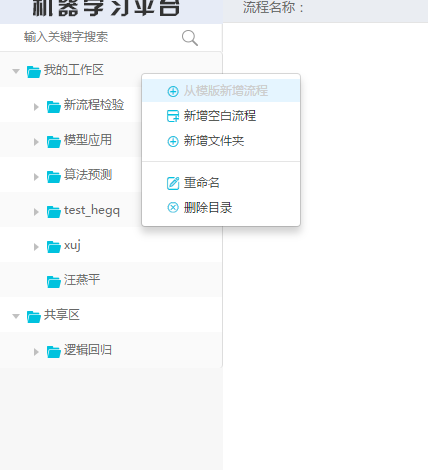 机器学习平台
流程名称：
输入关键字搜索
我的工作区
新流程检验
模型应用
算法预测
test_hegq
xuj
汪燕平
共享区
逻辑回归
从模版新增流程
新增空白流程
新增文件夹
重命名
删除目录